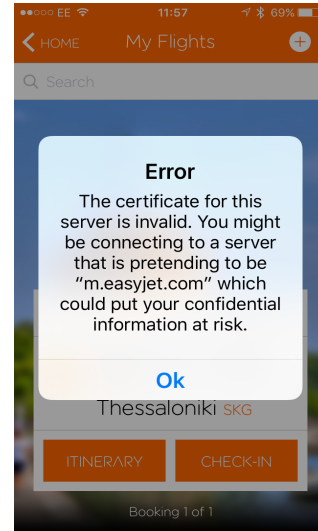 EE 11:57 69%
HOME My Flights
Search
Error
The certificate for this
server is invalid. You might
be connecting to a server
that is pretending to be
“m.easyjet.com” which
could put your confidential
information at risk.
Ok
Thessaloniki SKG
ITINERARY CHECK-IN
Booking 1 of 1